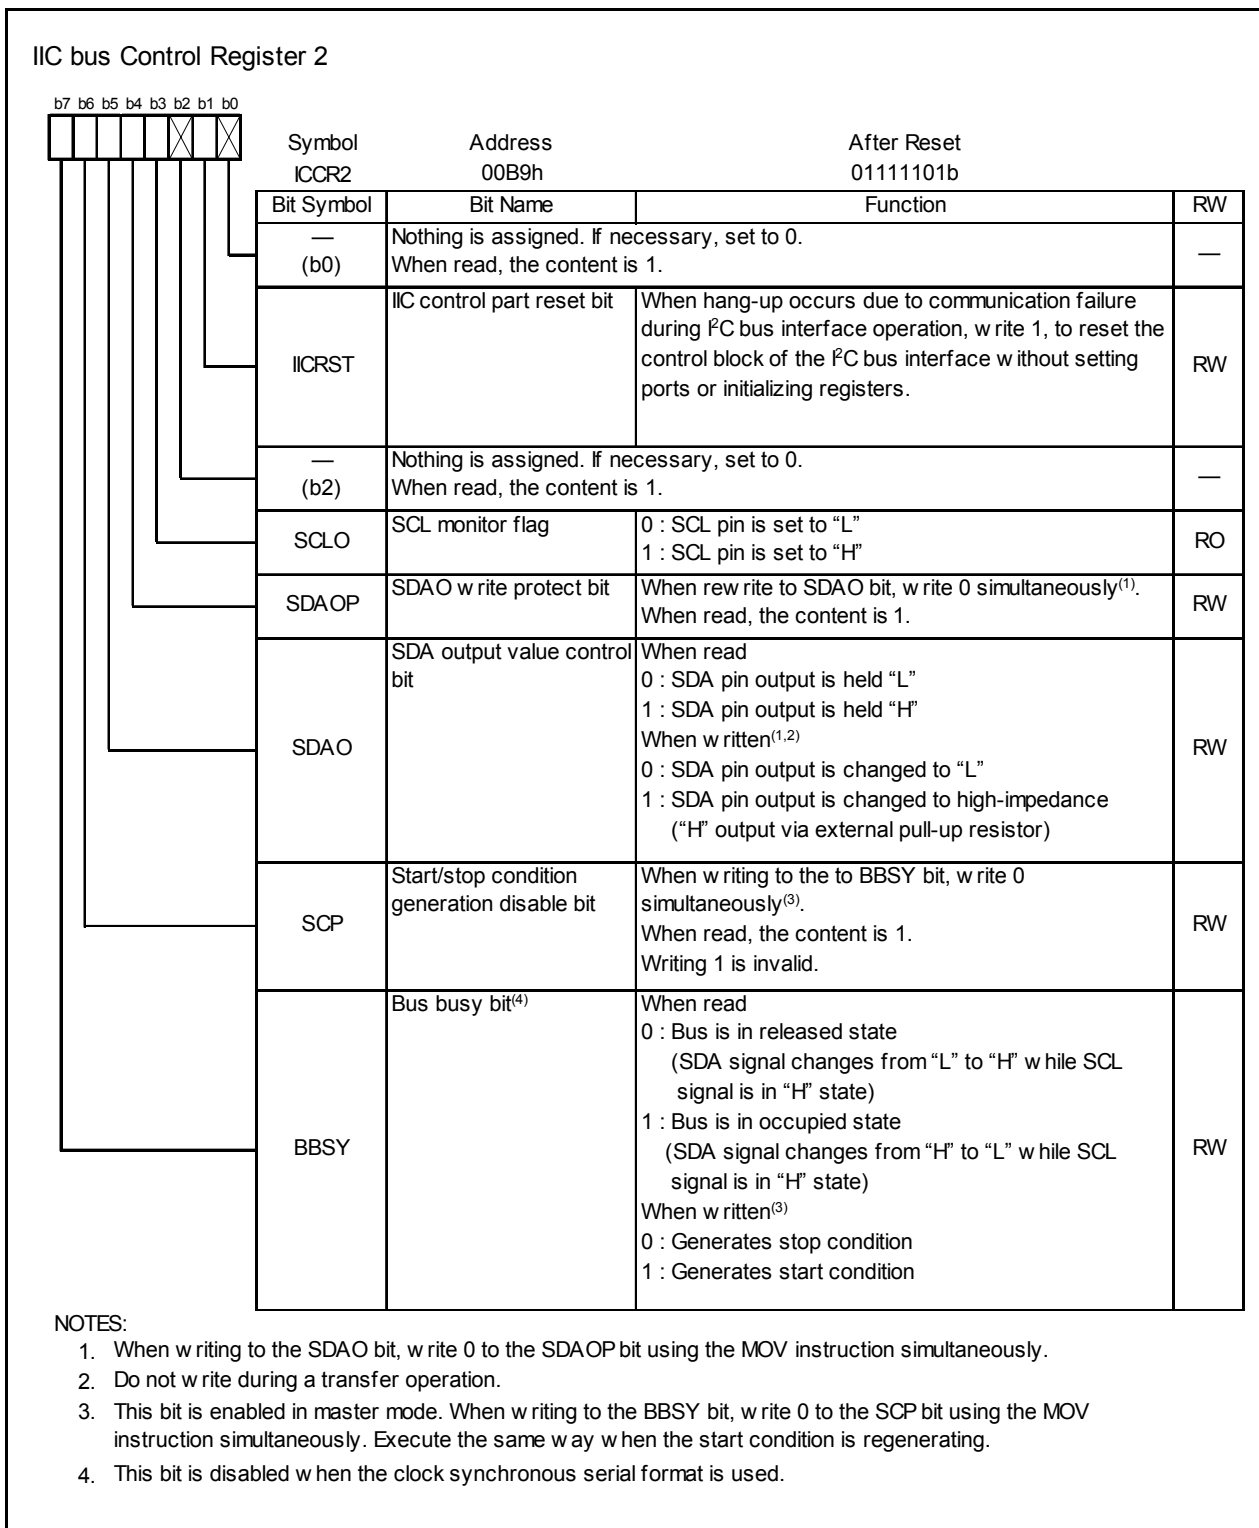 IIC bus Control Register 2
b7 b6 b5 b4 b3 b2 b1 b0
Symbol Address After Reset
ICCR2 00B9h 01111101b
Bit Symbol Bit Name Function RW
—
(b0)
Nothing is assigned. If necessary, set to 0.
When read, the content is 1.
—
IICRST
IIC control part reset bit
When hang-up occurs due to communication failure
during I²C bus interface operation, write 1, to reset the
control block of the I²C bus interface without setting
ports or initializing registers.
RW
—
(b2)
Nothing is assigned. If necessary, set to 0.
When read, the content is 1.
—
SCLO
SCL monitor flag
0 : SCL pin is set to “L”
1 : SCL pin is set to “H”
RO
SDAOP
SDAO write protect bit
When rewrite to SDAO bit, write 0 simultaneously(1).
When read, the content is 1.
RW
SDAO
SDA output value control
bit
When read
0 : SDA pin output is held “L”
1 : SDA pin output is held “H”
When written(1,2)
0 : SDA pin output is changed to “L”
1 : SDA pin output is changed to high-impedance
(“H” output via external pull-up resistor)
RW
SCP
Start/stop condition
generation disable bit
When writing to the to BBSY bit, write 0
simultaneously(3).
When read, the content is 1.
Writing 1 is invalid.
RW
BBSY
Bus busy bit(4)
When read
0 : Bus is in released state
(SDA signal changes from “L” to “H” while SCL
signal is in “H” state)
1 : Bus is in occupied state
(SDA signal changes from “H” to “L” while SCL
signal is in “H” state)
When written(3)
0 : Generates stop condition
1 : Generates start condition
RW
NOTES:
1. When writing to the SDAO bit, write 0 to the SDAOP bit using the MOV instruction simultaneously.
2. Do not write during a transfer operation.
3. This bit is enabled in master mode. When writing to the BBSY bit, write 0 to the SCP bit using the MOV
instruction simultaneously. Execute the same way when the start condition is regenerating.
4. This bit is disabled when the clock synchronous serial format is used.